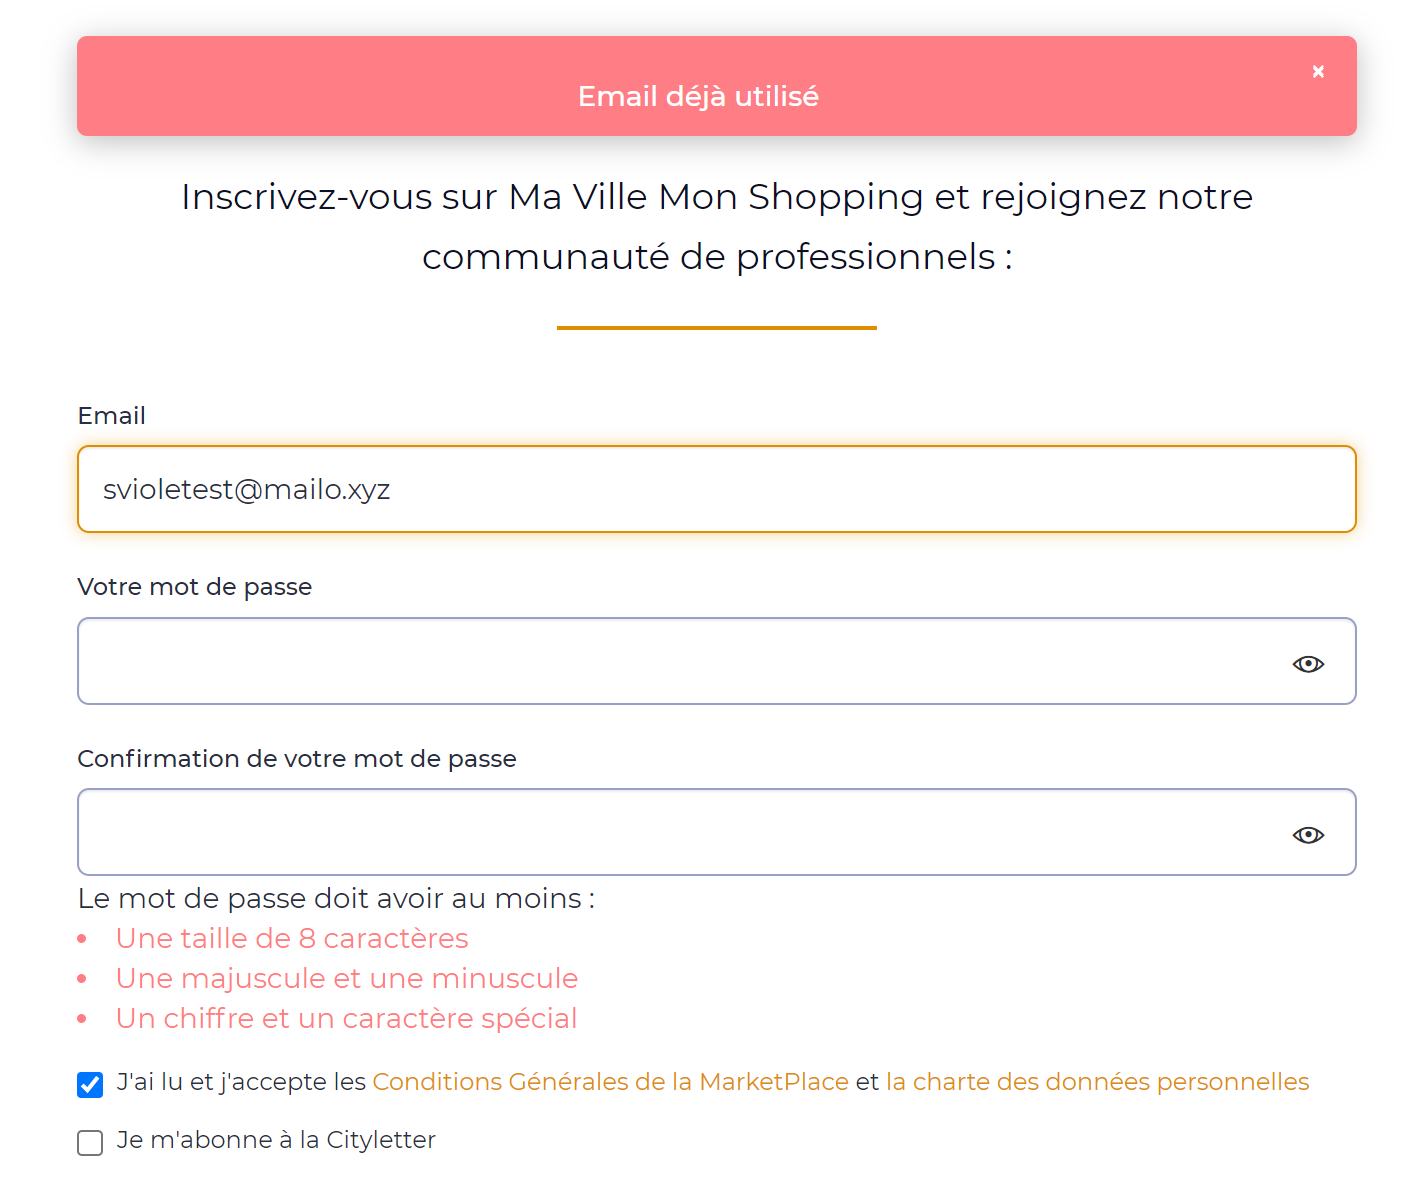 Email déjà utilisé
Inscrivez-vous sur Ma Ville Mon Shopping et rejoignez notre
communauté de professionnels :
Email
svioletest@mailo.xyz
Votre mot de passe
Confirmation de votre mot de passe
Le mot de passe doit avoir au moins :
• Une taille de 8 caractères
• Une majuscule et une minuscule
• Un chiffre et un caractère spécial
J'ai lu et j'accepte les Conditions Générales de la MarketPlace et la charte des données personnelles
Je m'abonne à la Cityletter